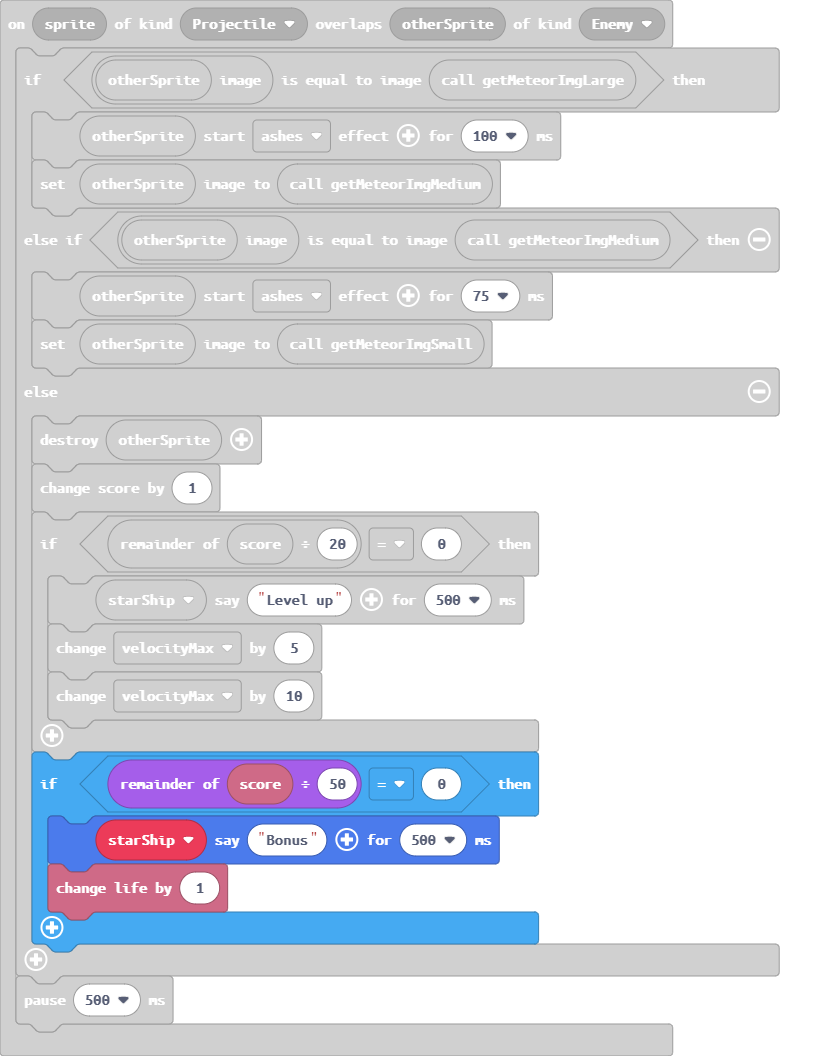 on sprite of kind Projectile overlaps otherSprite of kind Enemy
if otherSprite image is equal to image call getMeteorImgLarge then
otherSprite start ashes effect for 100 ms
set otherSprite image to call getMeteorImgMedium
else if otherSprite image is equal to image call getMeteorImgMedium then
otherSprite start ashes effect for 75 ms
set otherSprite image to call getMeteorImgSmall
else
destroy otherSprite
change score by 1
if remainder of score ÷ 20 = 0 then
starShip say "Level up" for 500 ms
change velocityMax by 5
change velocityMax by 10
if remainder of score ÷ 50 = 0 then
starShip say "Bonus" for 500 ms
change life by 1
pause 500 ms